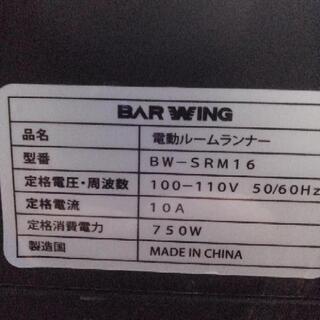 BARWING
品名 電動ルームランナー
型番 BW-SRM16
定格電圧・周波数 100-110V 50/60Hz
定格電流 10A
定格消費電力 750W
製造国 MADE IN CHINA